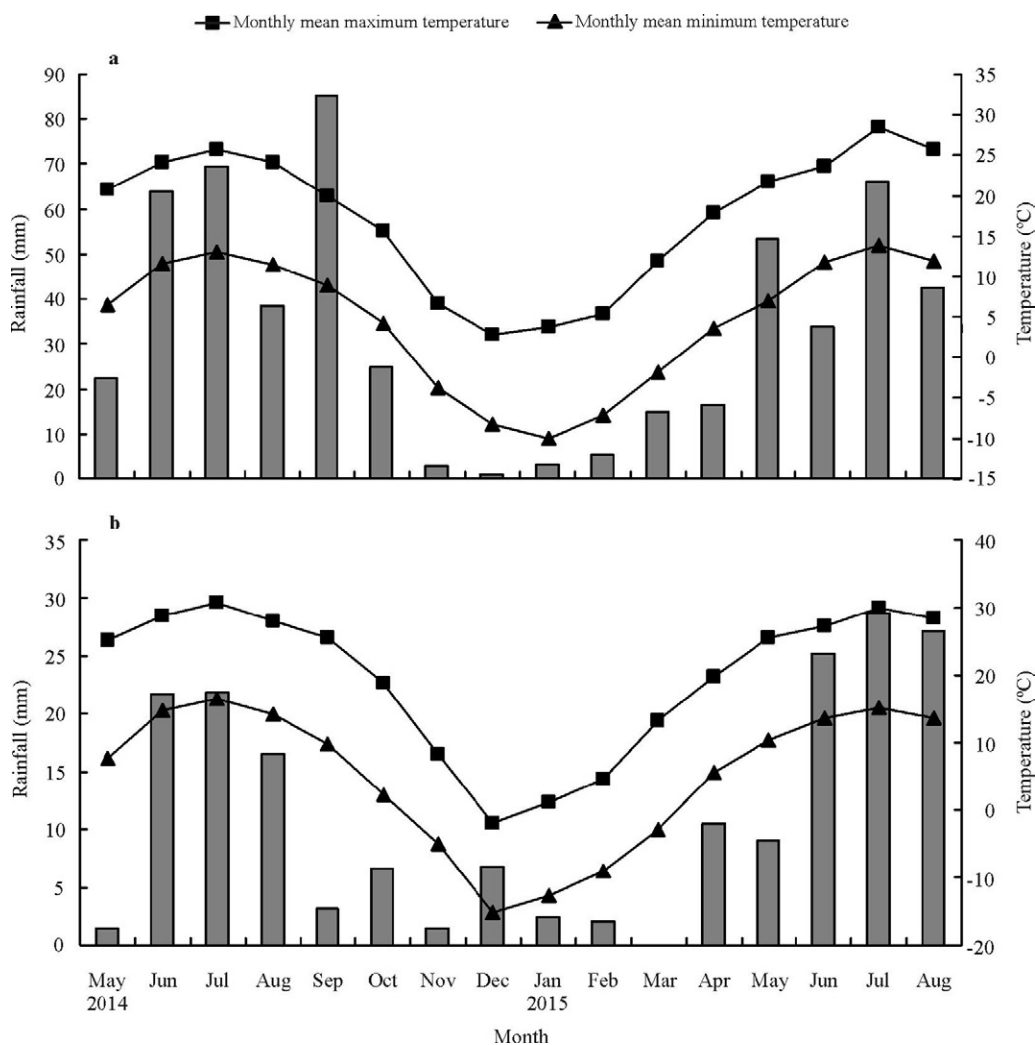 Monthly mean maximum temperature Monthly mean minimum temperature
a
90 35
80 30
70 25
60 20
50 15
40 10
30 5
20 0
10 -5
0 -10
-15
Rainfall (mm)
Temperature (ºC)
b
35 40
30 30
25 20
20 10
15 0
10 -10
5 -20
0
Rainfall (mm)
Temperature (ºC)
May Jun Jul Aug Sep Oct Nov Dec Jan Feb Mar Apr May Jun Jul Aug
2014 2015
Month